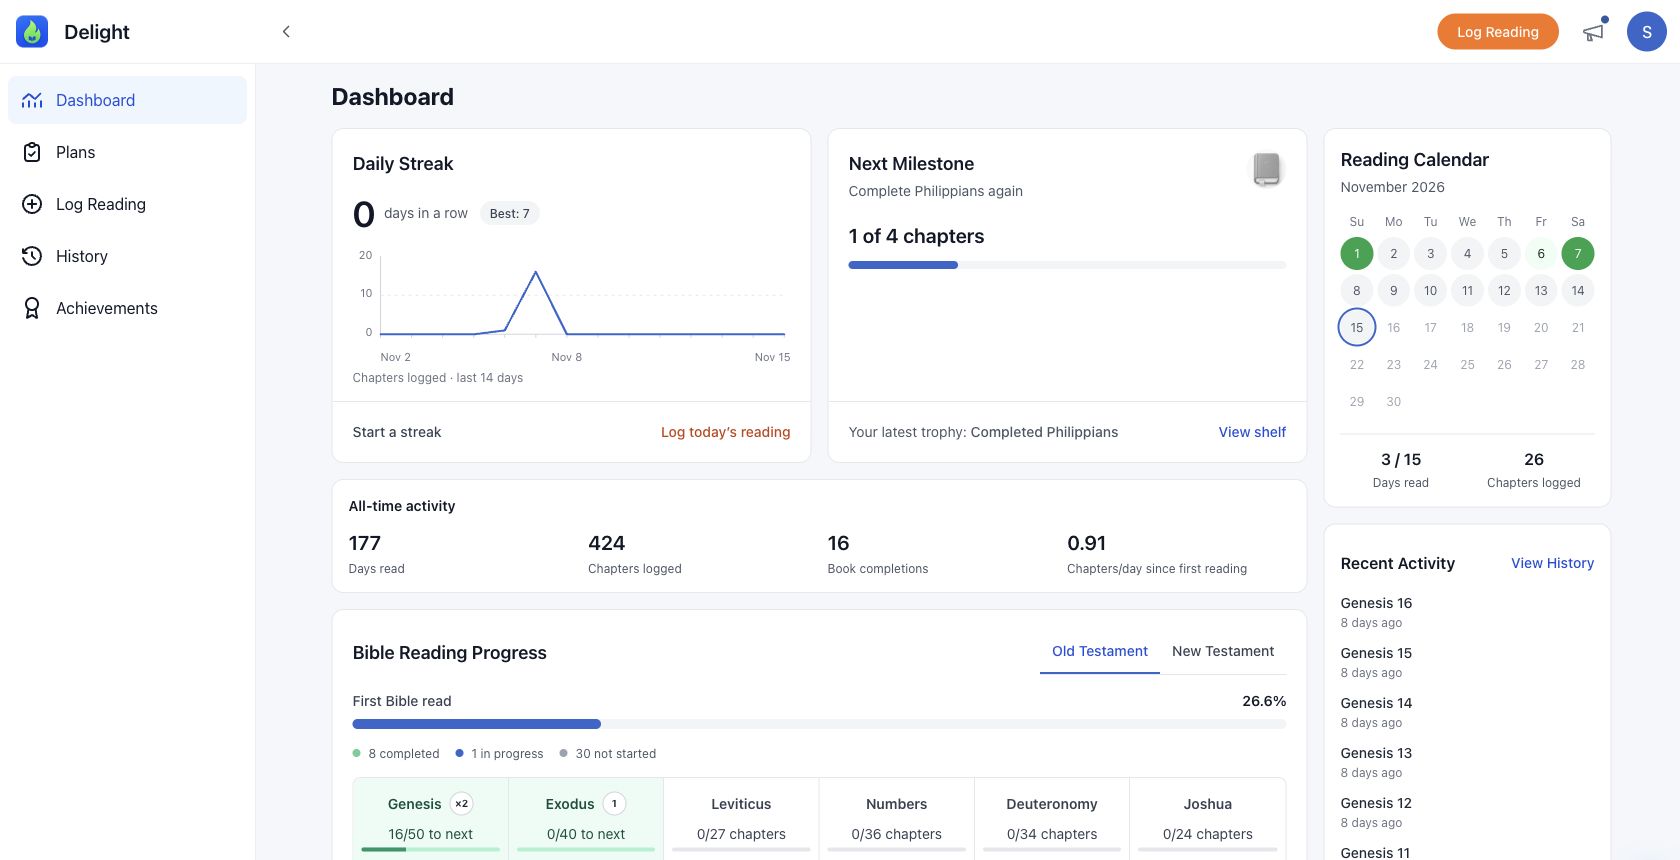 Delight
Log Reading
S
Dashboard
Plans
Log Reading
History
Achievements
Dashboard
Daily Streak
0 days in a row Best: 7
20
10
0
Nov 2 Nov 8 Nov 15
Chapters logged · last 14 days
Start a streak Log today's reading
Next Milestone
Complete Philippians again
1 of 4 chapters
Your latest trophy: Completed Philippians View shelf
All-time activity
177 424 16 0.91
Days read Chapters logged Book completions Chapters/day since first reading
Bible Reading Progress Old Testament New Testament
First Bible read 26.6%
8 completed 1 in progress 30 not started
Genesis ×2 Exodus 1 Leviticus Numbers Deuteronomy Joshua
16/50 to next 0/40 to next 0/27 chapters 0/36 chapters 0/34 chapters 0/24 chapters
Reading Calendar
November 2026
Su Mo Tu We Th Fr Sa
1 2 3 4 5 6 7
8 9 10 11 12 13 14
15 16 17 18 19 20 21
22 23 24 25 26 27 28
29 30
3 / 15 26
Days read Chapters logged
Recent Activity View History
Genesis 16
8 days ago
Genesis 15
8 days ago
Genesis 14
8 days ago
Genesis 13
8 days ago
Genesis 12
8 days ago
Genesis 11